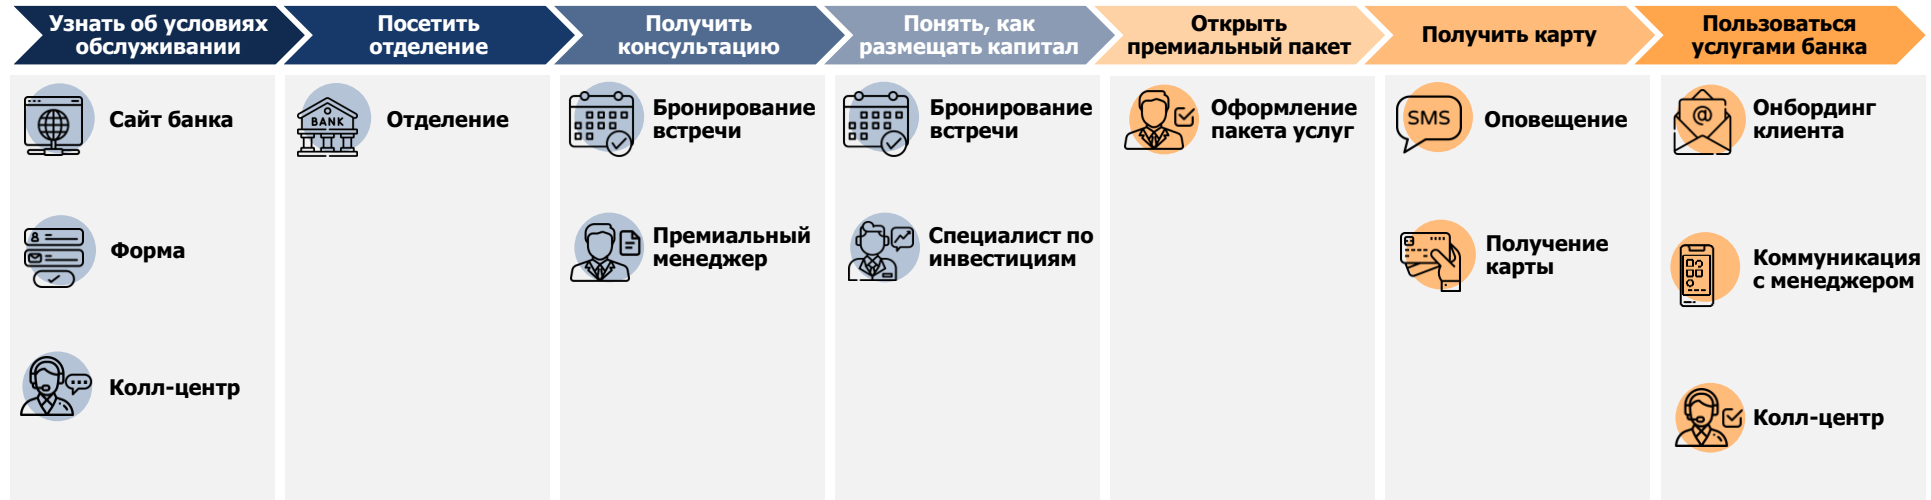 Узнать об условиях
обслуживании
Посетить
отделение
Получить
консультацию
Понять, как
размещать капитал
Открыть
премиальный пакет
Получить карту
Пользоваться
услугами банка
Сайт банка
Форма
Колл-центр
BANK
Отделение
Бронирование
встречи
Премиальный
менеджер
Бронирование
встречи
Специалист по
инвестициям
Оформление
пакета услуг
SMS
Оповещение
Получение
карты
@
Онбординг
клиента
Коммуникация
с менеджером
Колл-центр